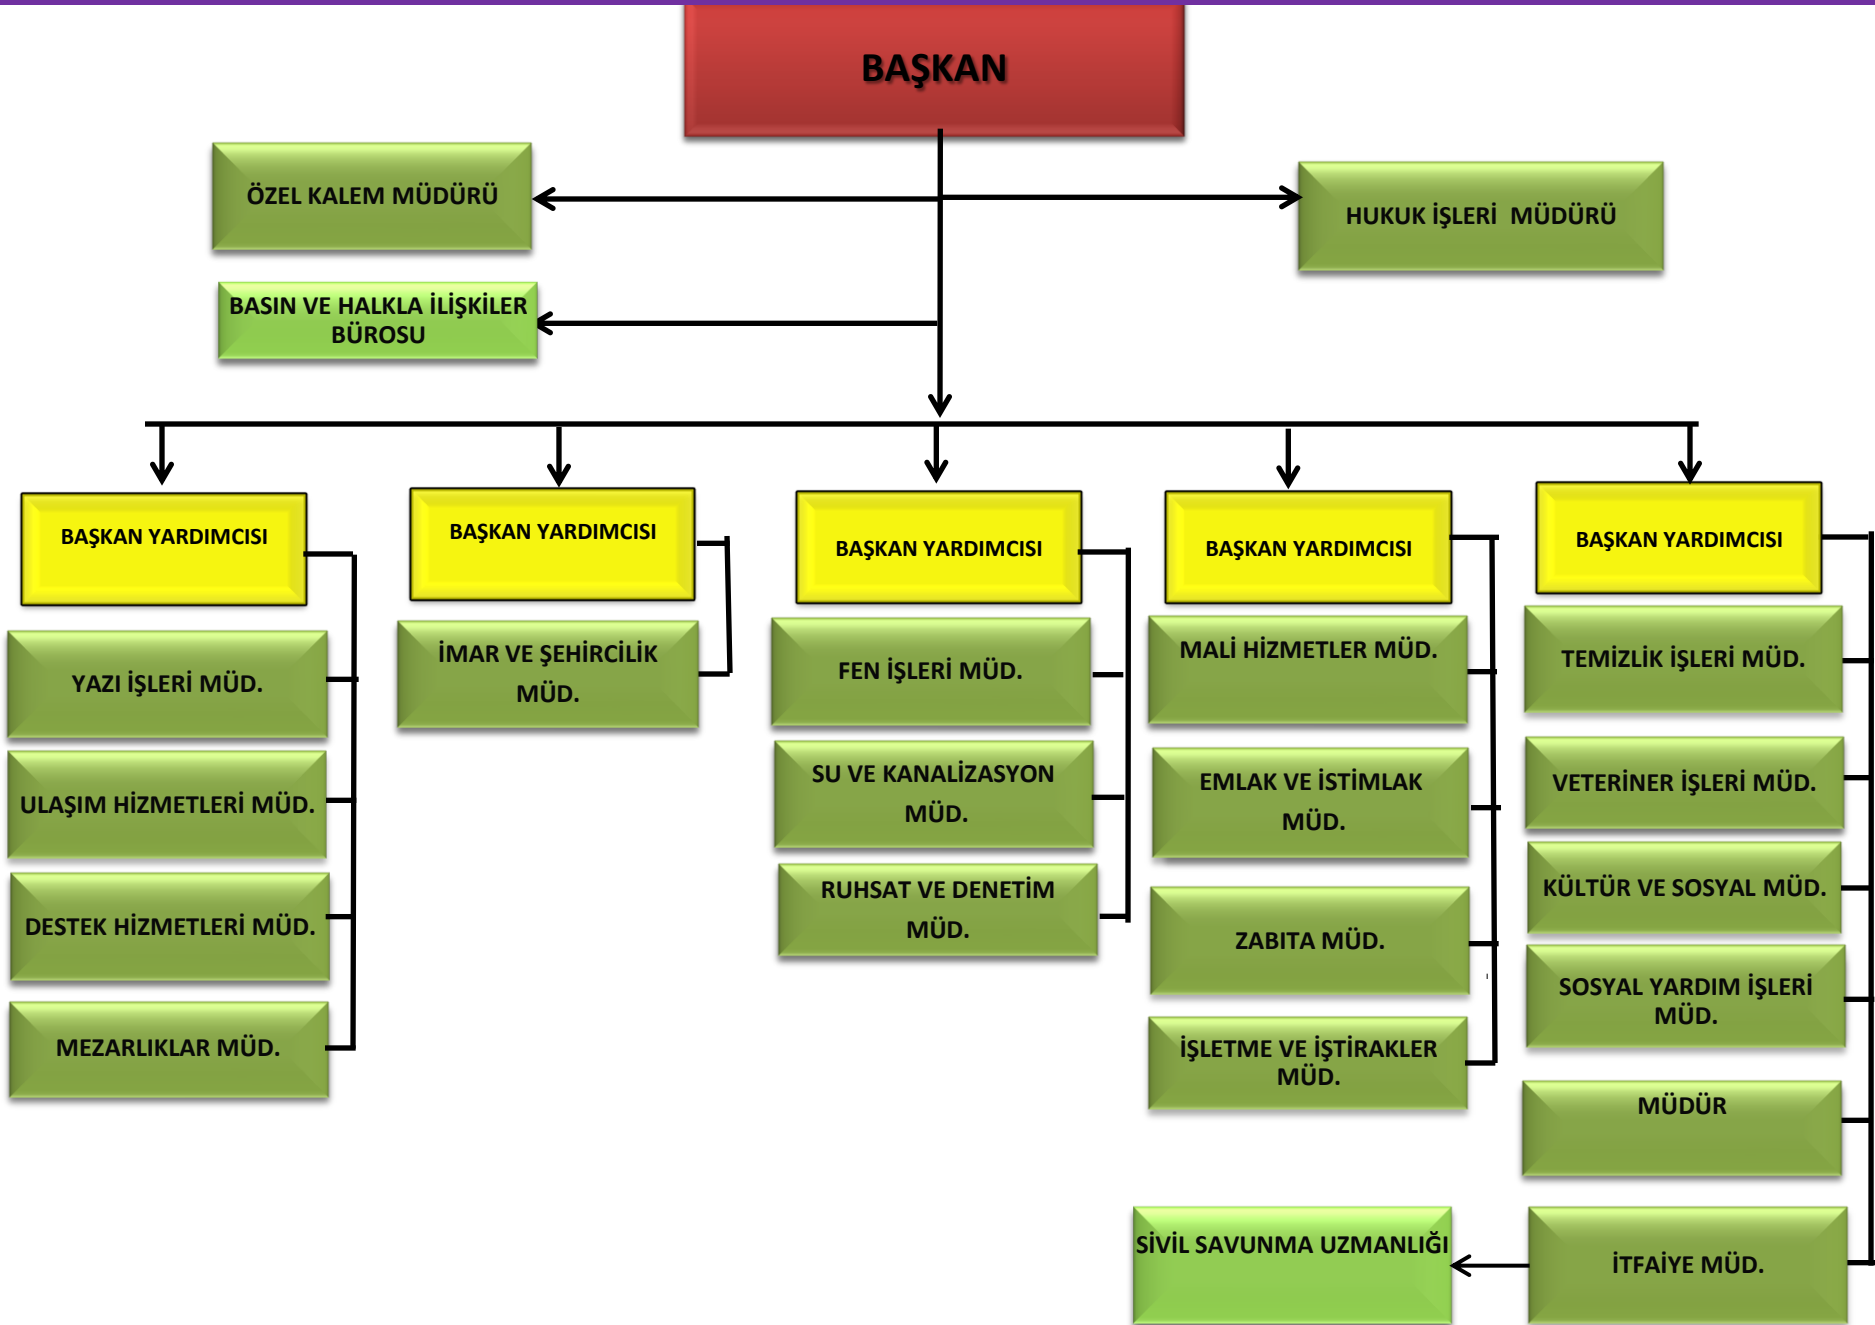 BAŞKAN
ÖZEL KALEM MÜDÜRÜ
HUKUK İŞLERİ  MÜDÜRÜ
BASIN VE HALKLA İLİŞKİLER
BÜROSU
BAŞKAN YARDIMCISI
BAŞKAN YARDIMCISI
BAŞKAN YARDIMCISI
BAŞKAN YARDIMCISI
BAŞKAN YARDIMCISI
YAZI İŞLERİ MÜD.
ULAŞIM HİZMETLERİ MÜD.
DESTEK HİZMETLERİ MÜD.
MEZARLIKLAR MÜD.
İMAR VE ŞEHİRCİLİK
MÜD.
FEN İŞLERİ MÜD.
SU VE KANALİZASYON
MÜD.
RUHSAT VE DENETİM
MÜD.
MALİ HİZMETLER MÜD.
EMLAK VE İSTİMLAK
MÜD.
ZABITA MÜD.
İŞLETME VE İŞTİRAKLER
MÜD.
TEMİZLİK İŞLERİ MÜD.
VETERİNER İŞLERİ MÜD.
KÜLTÜR VE SOSYAL MÜD.
SOSYAL YARDIM İŞLERİ
MÜD.
MÜDÜR
İTFAİYE MÜD.
SİVİL SAVUNMA UZMANLIĞI